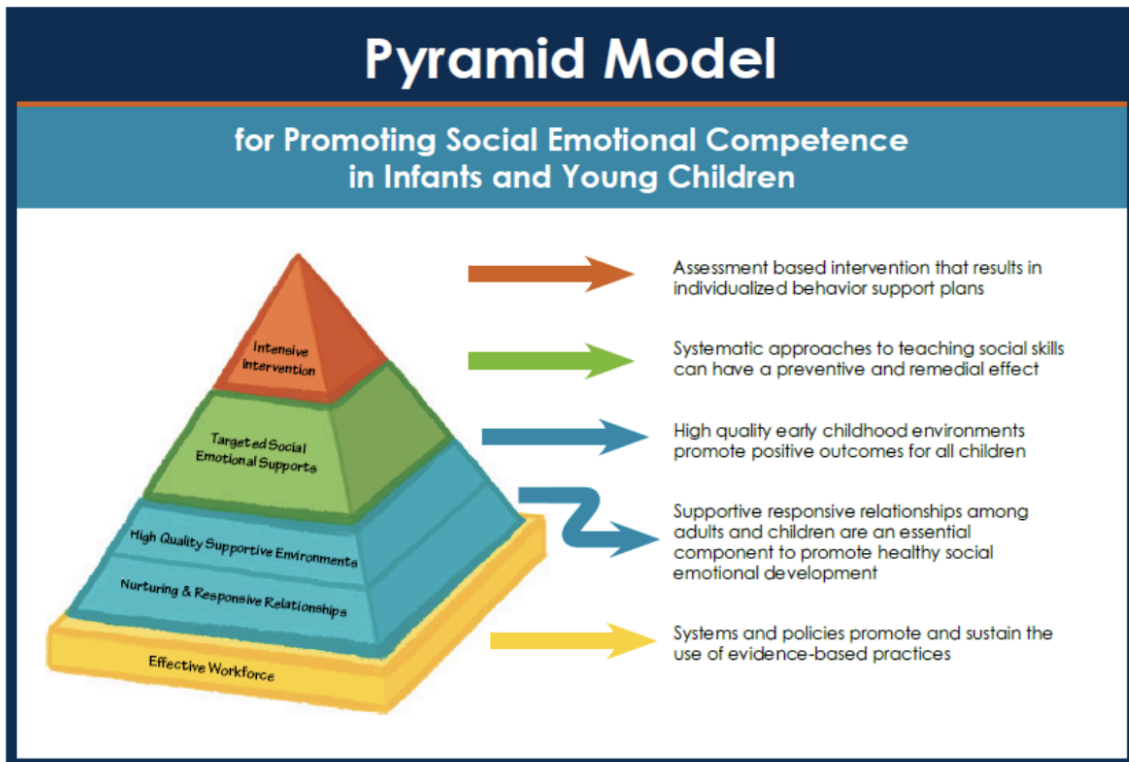 Pyramid Model
for Promoting Social Emotional Competence
in Infants and Young Children
Intensive
Intervention
Targeted Social
Emotional Supports
High Quality Supportive Environments
Nurturing & Responsive Relationships
Effective Workforce
Assessment based intervention that results in
individualized behavior support plans
Systematic approaches to teaching social skills
can have a preventive and remedial effect
High quality early childhood environments
promote positive outcomes for all children
Supportive responsive relationships among
adults and children are an essential
component to promote healthy social
emotional development
Systems and policies promote and sustain the
use of evidence-based practices